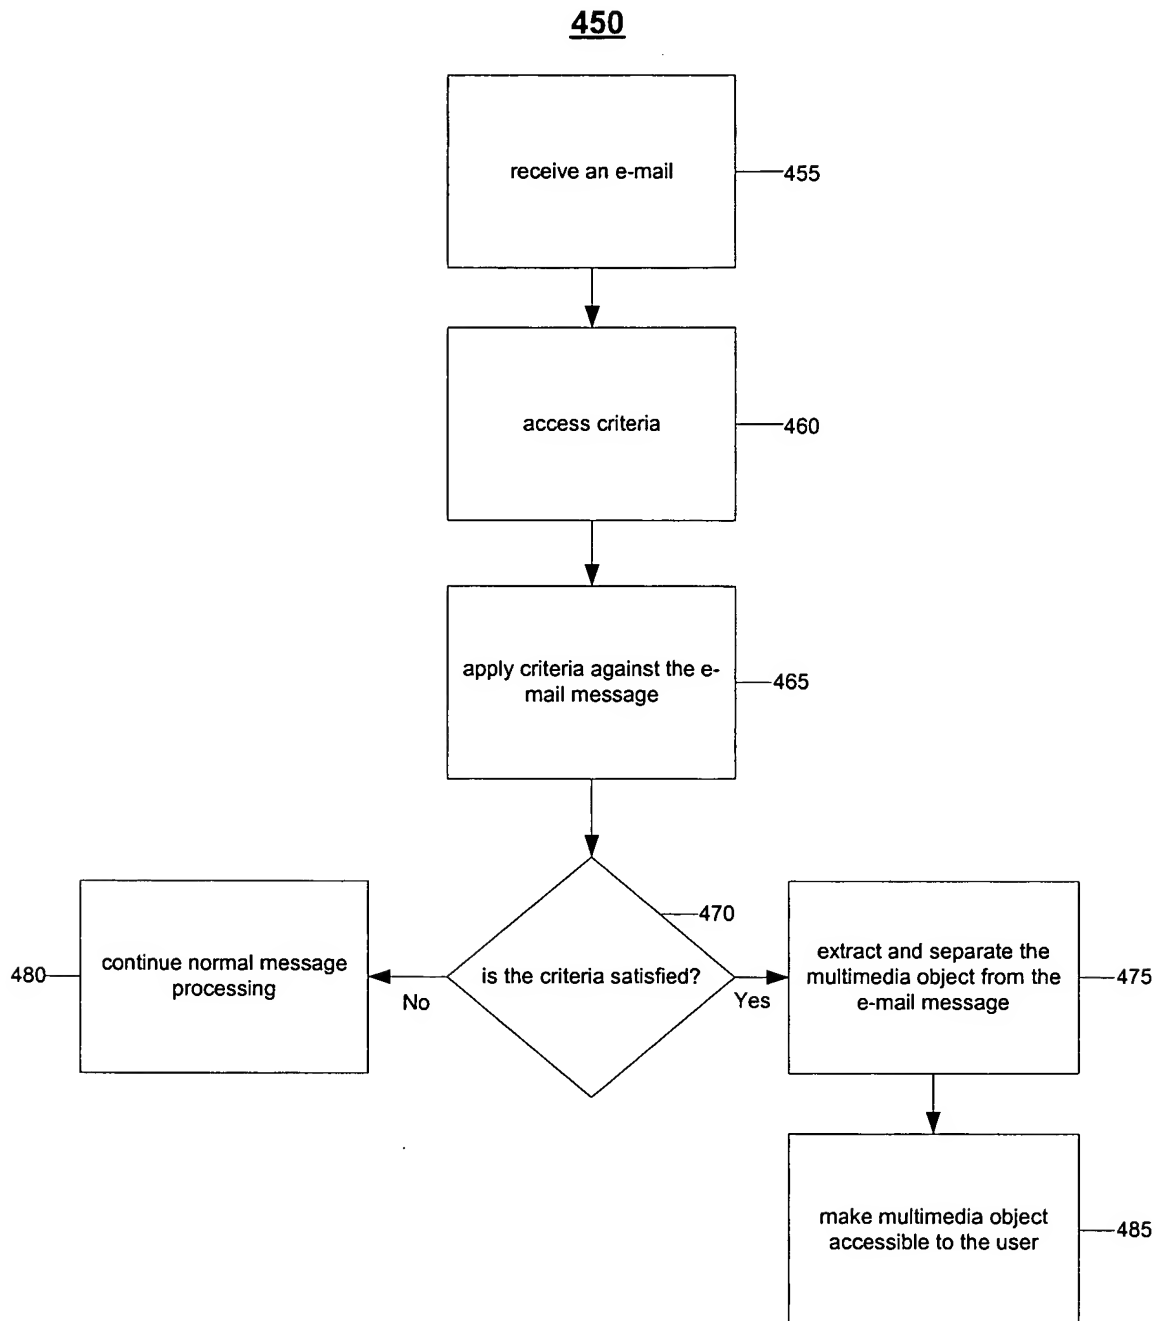 450
receive an e-mail
455
access criteria
460
apply criteria against the e-
mail message
465
470
is the criteria satisfied?
No
Yes
480
continue normal message
processing
extract and separate the
multimedia object from the
e-mail message
475
make multimedia object
accessible to the user
485